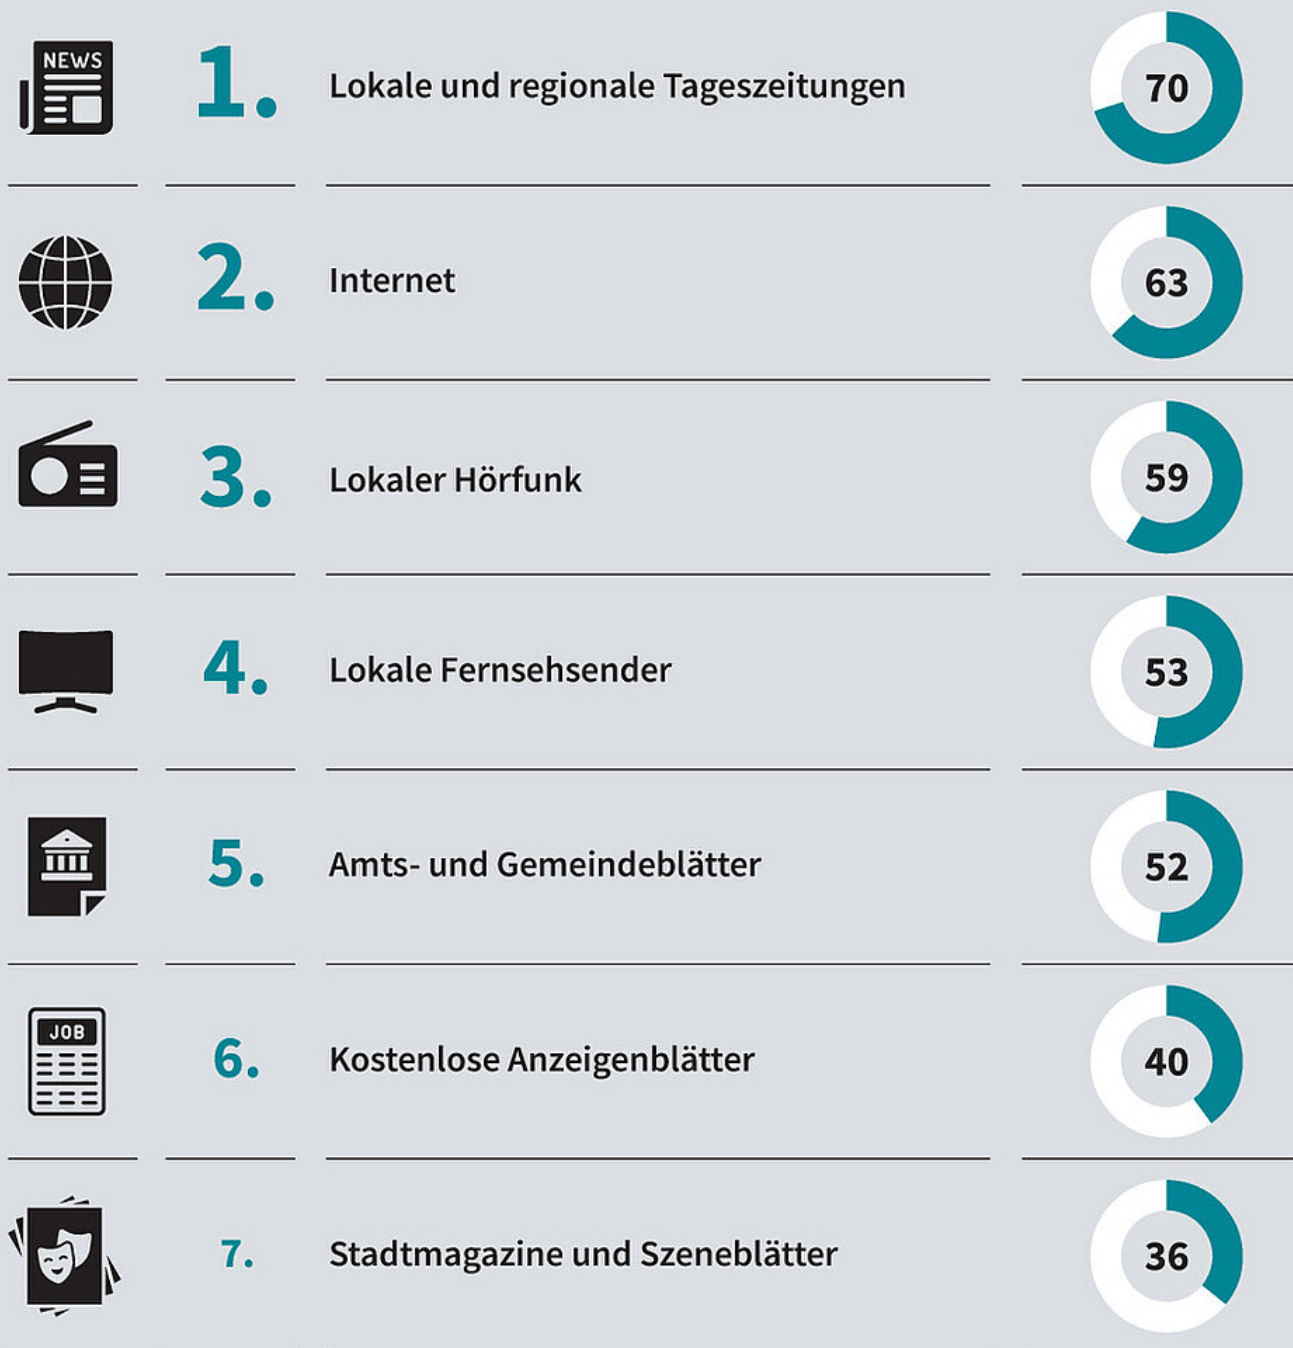 NEWS
1. Lokale und regionale Tageszeitungen 70
2. Internet 63
3. Lokaler Hörfunk 59
4. Lokale Fernsehsender 53
5. Amts- und Gemeindeblätter 52
JOB
6. Kostenlose Anzeigenblätter 40
7. Stadtmagazine und Szeneblätter 36